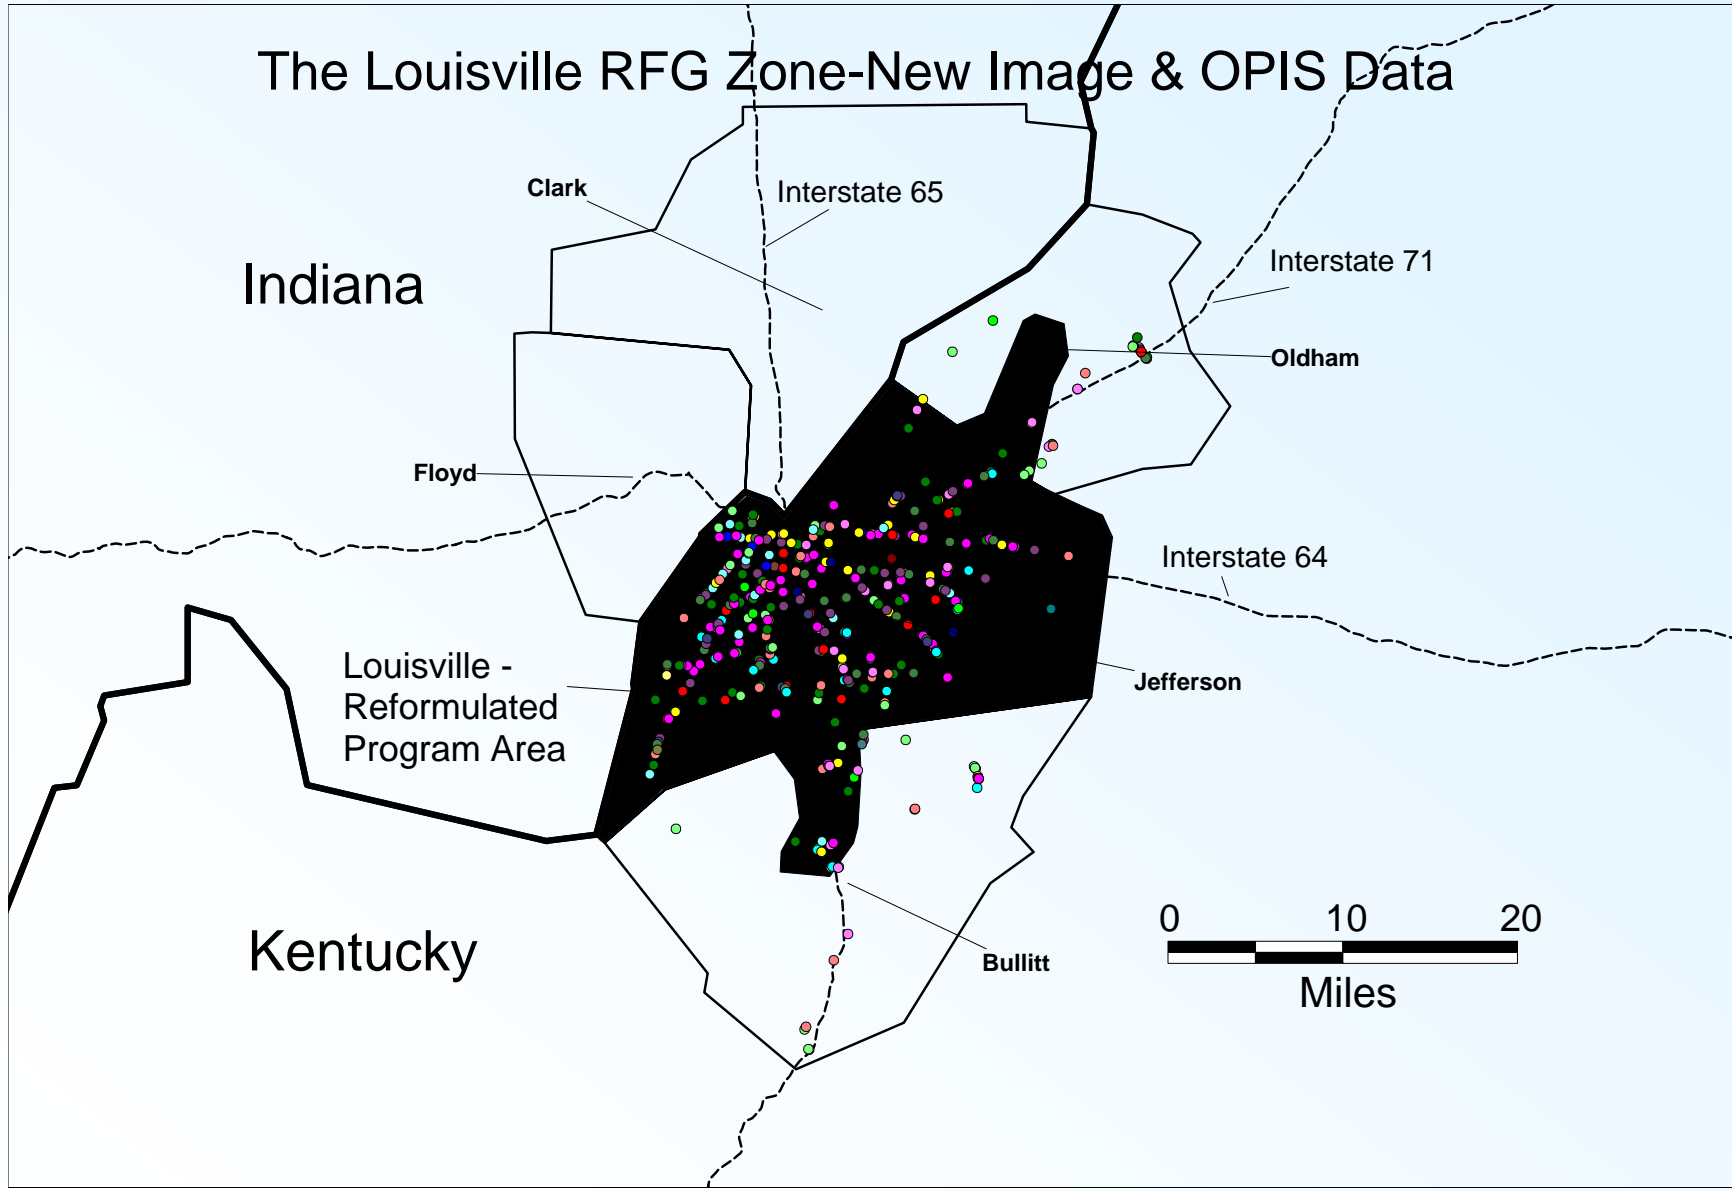 The Louisville RFG Zone-New Image & OPIS Data
Clark
Interstate 65
Indiana
Interstate 71
Oldham
Floyd
Interstate 64
Louisville -
Reformulated
Program Area
Jefferson
0 10 20
Miles
Kentucky
Bullitt